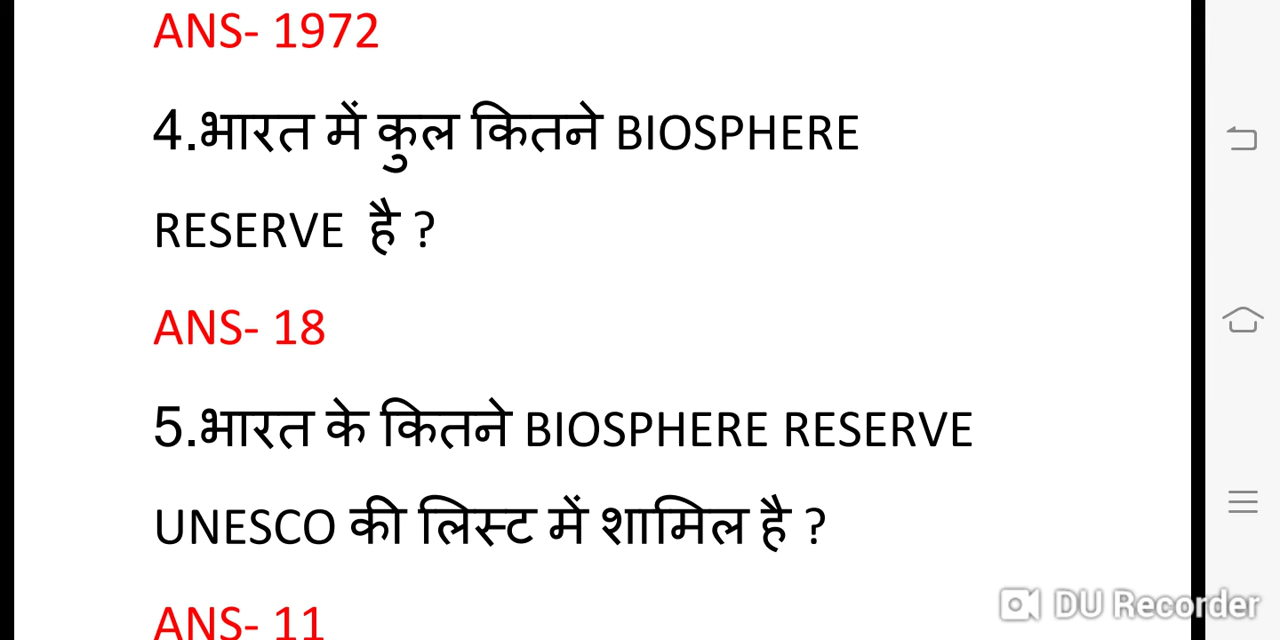 ANS- 1972
4.भारत में कुल कितने BIOSPHERE
RESERVE है ?
ANS- 18
5.भारत के कितने BIOSPHERE RESERVE
UNESCO की लिस्ट में शामिल है ?
ANS- 11
DU Recorder